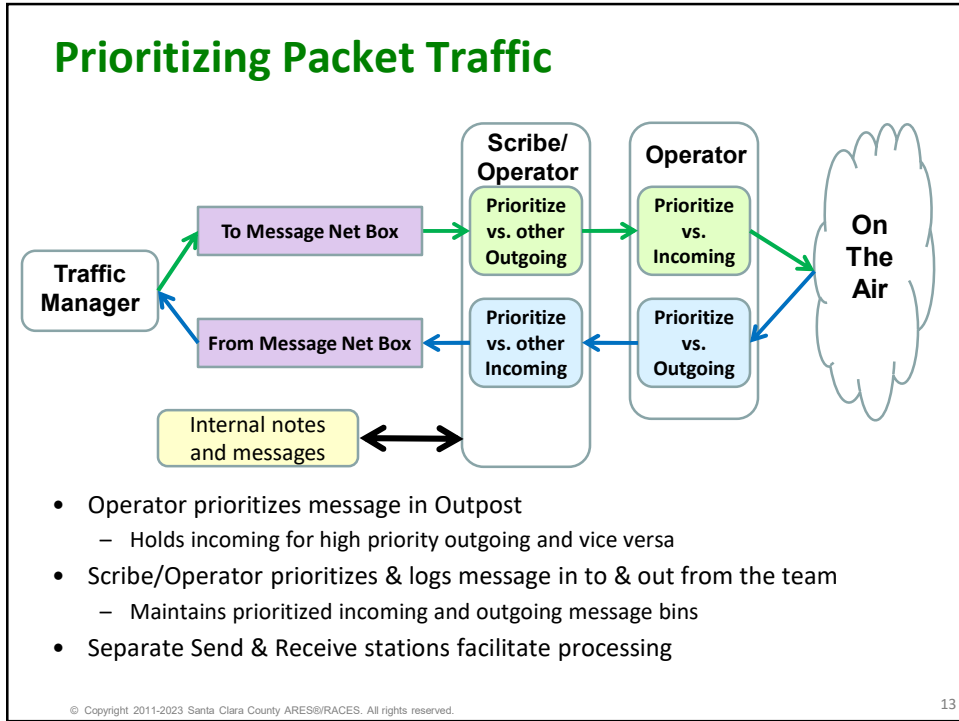 Prioritizing Packet Traffic
Scribe/
Operator
Operator
On
The
Air
Traffic
Manager
To Message Net Box
Prioritize
vs. other
Outgoing
Prioritize
vs.
Incoming
From Message Net Box
Prioritize
vs. other
Incoming
Prioritize
vs.
Outgoing
Internal notes
and messages
• Operator prioritizes message in Outpost
– Holds incoming for high priority outgoing and vice versa
• Scribe/Operator prioritizes & logs message in to & out from the team
– Maintains prioritized incoming and outgoing message bins
• Separate Send & Receive stations facilitate processing
© Copyright 2011-2023 Santa Clara County ARES®/RACES. All rights reserved.
13